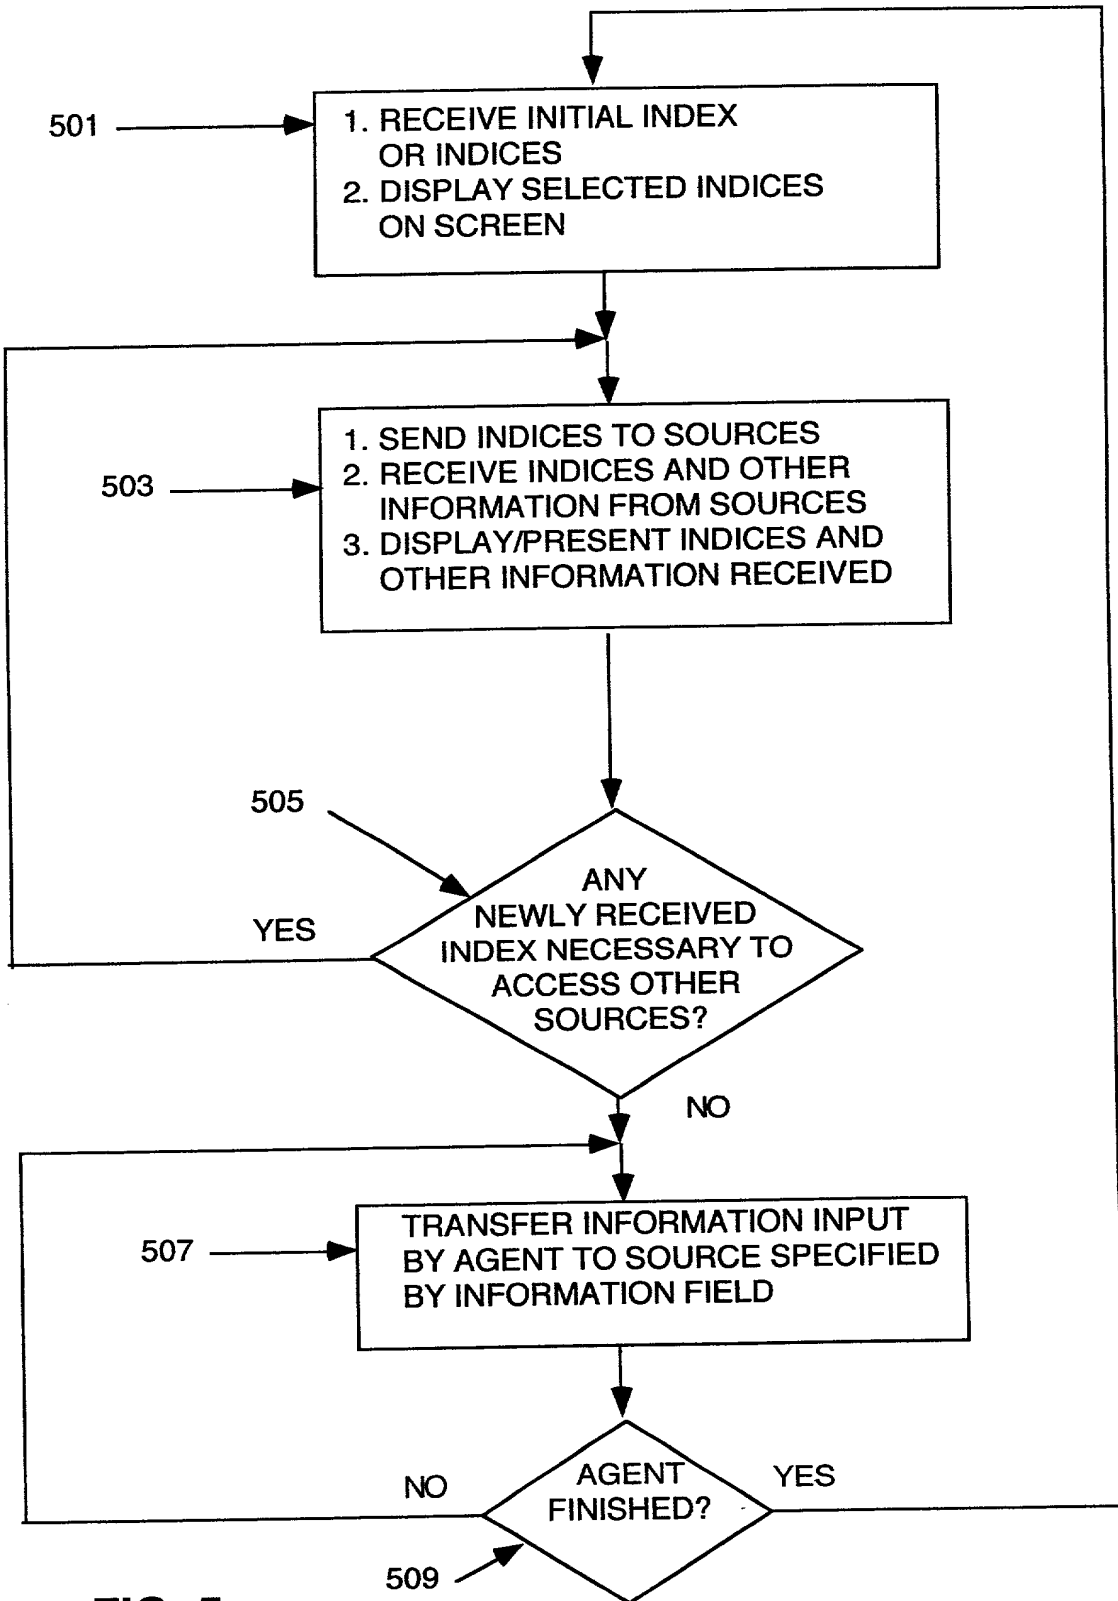 501
1. RECEIVE INITIAL INDEX
OR INDICES
2. DISPLAY SELECTED INDICES
ON SCREEN
503
1. SEND INDICES TO SOURCES
2. RECEIVE INDICES AND OTHER
INFORMATION FROM SOURCES
3. DISPLAY/PRESENT INDICES AND
OTHER INFORMATION RECEIVED
505
ANY
NEWLY RECEIVED
INDEX NECESSARY TO
ACCESS OTHER
SOURCES?
YES
NO
507
TRANSFER INFORMATION INPUT
BY AGENT TO SOURCE SPECIFIED
BY INFORMATION FIELD
NO
AGENT
FINISHED?
YES
509